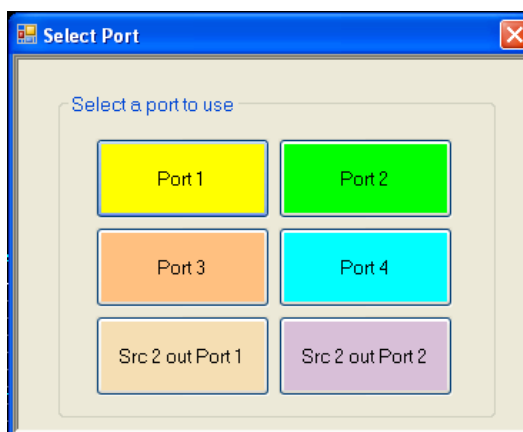 Select Port
Select a port to use
Port 1
Port 2
Port 3
Port 4
Src 2 out Port 1
Src 2 out Port 2